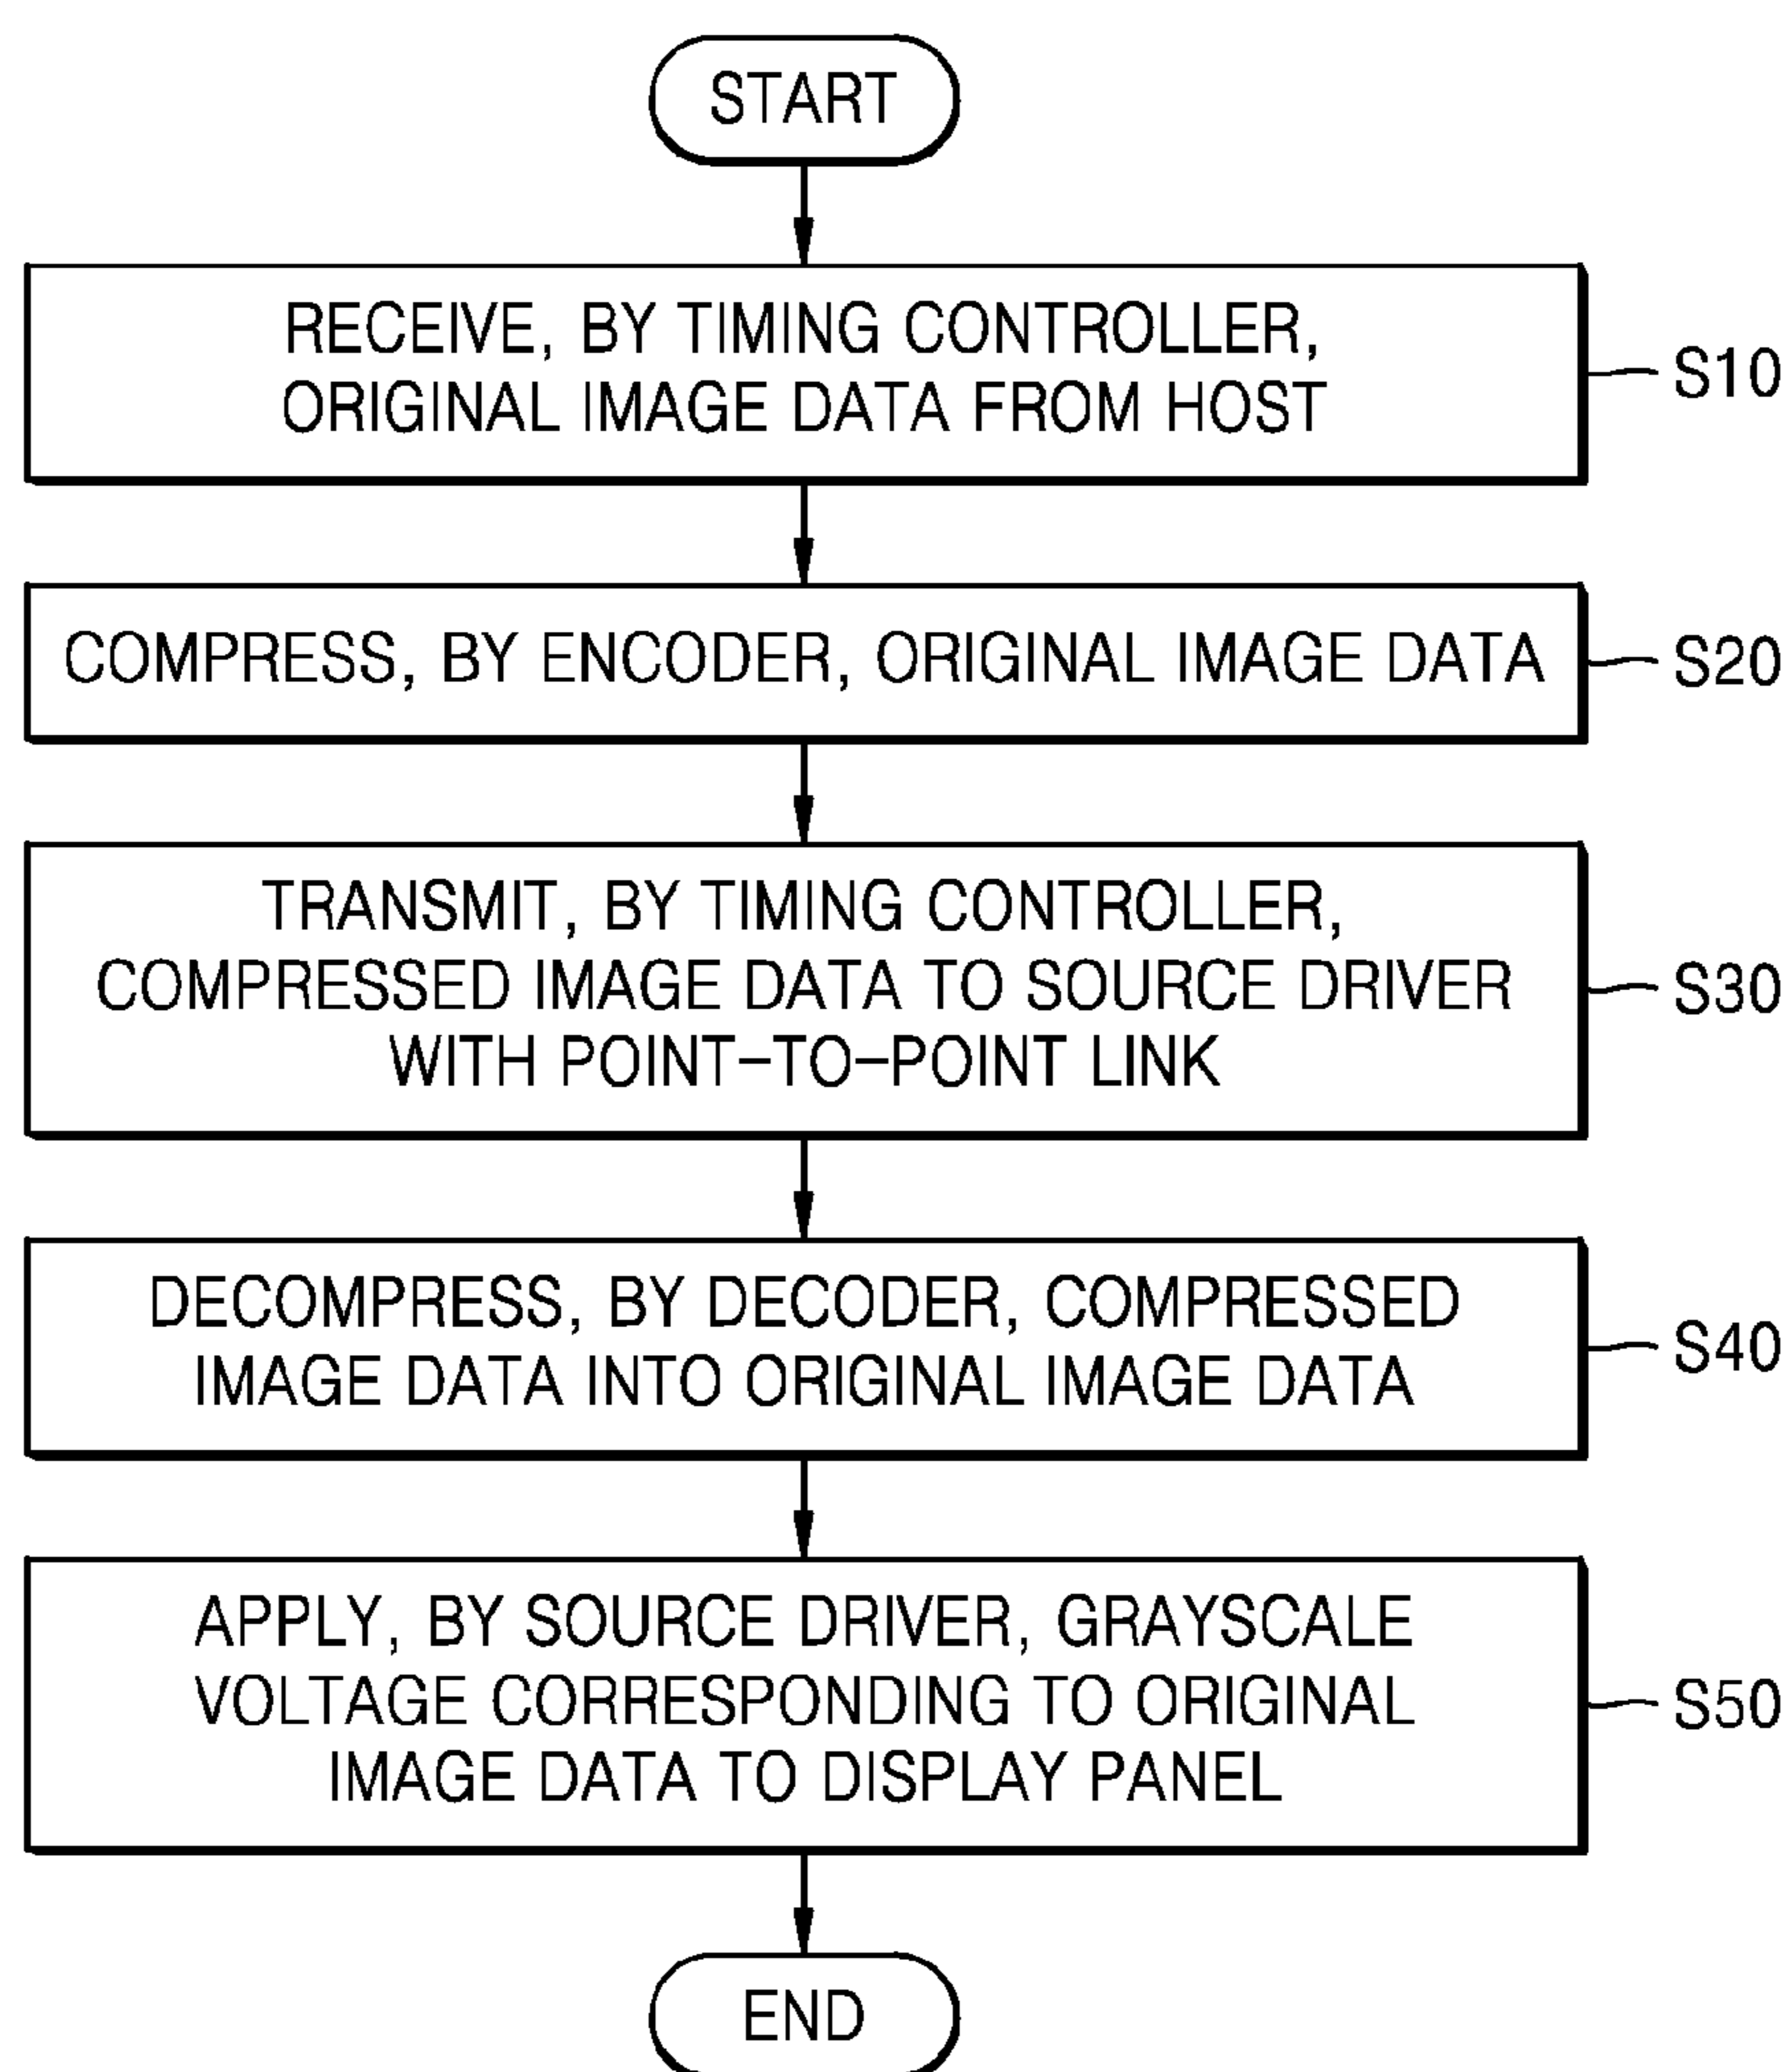 START
RECEIVE, BY TIMING CONTROLLER,
ORIGINAL IMAGE DATA FROM HOST
S10
COMPRESS, BY ENCODER, ORIGINAL IMAGE DATA
S20
TRANSMIT, BY TIMING CONTROLLER,
COMPRESSED IMAGE DATA TO SOURCE DRIVER
WITH POINT-TO-POINT LINK
S30
DECOMPRESS, BY DECODER, COMPRESSED
IMAGE DATA INTO ORIGINAL IMAGE DATA
S40
APPLY, BY SOURCE DRIVER, GRAYSCALE
VOLTAGE CORRESPONDING TO ORIGINAL
IMAGE DATA TO DISPLAY PANEL
S50
END